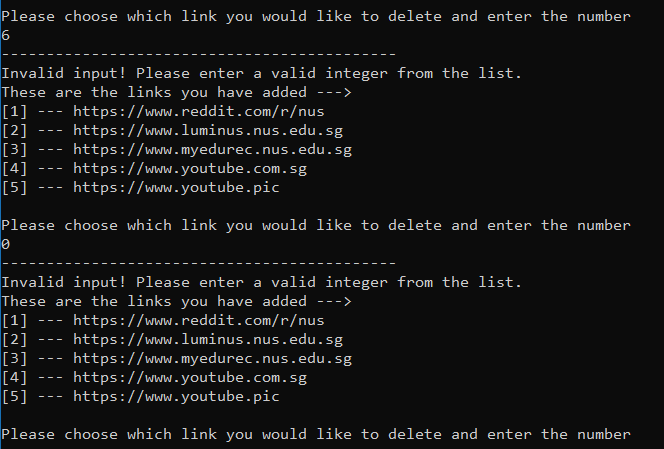 Please choose which link you would like to delete and enter the number
6
--------------------------------------------
Invalid input! Please enter a valid integer from the list.
These are the links you have added --->
[1] --- https://www.reddit.com/r/nus
[2] --- https://www.luminus.nus.edu.sg
[3] --- https://www.myedurec.nus.edu.sg
[4] --- https://www.youtube.com.sg
[5] --- https://www.youtube.pic

Please choose which link you would like to delete and enter the number
0
--------------------------------------------
Invalid input! Please enter a valid integer from the list.
These are the links you have added --->
[1] --- https://www.reddit.com/r/nus
[2] --- https://www.luminus.nus.edu.sg
[3] --- https://www.myedurec.nus.edu.sg
[4] --- https://www.youtube.com.sg
[5] --- https://www.youtube.pic

Please choose which link you would like to delete and enter the number